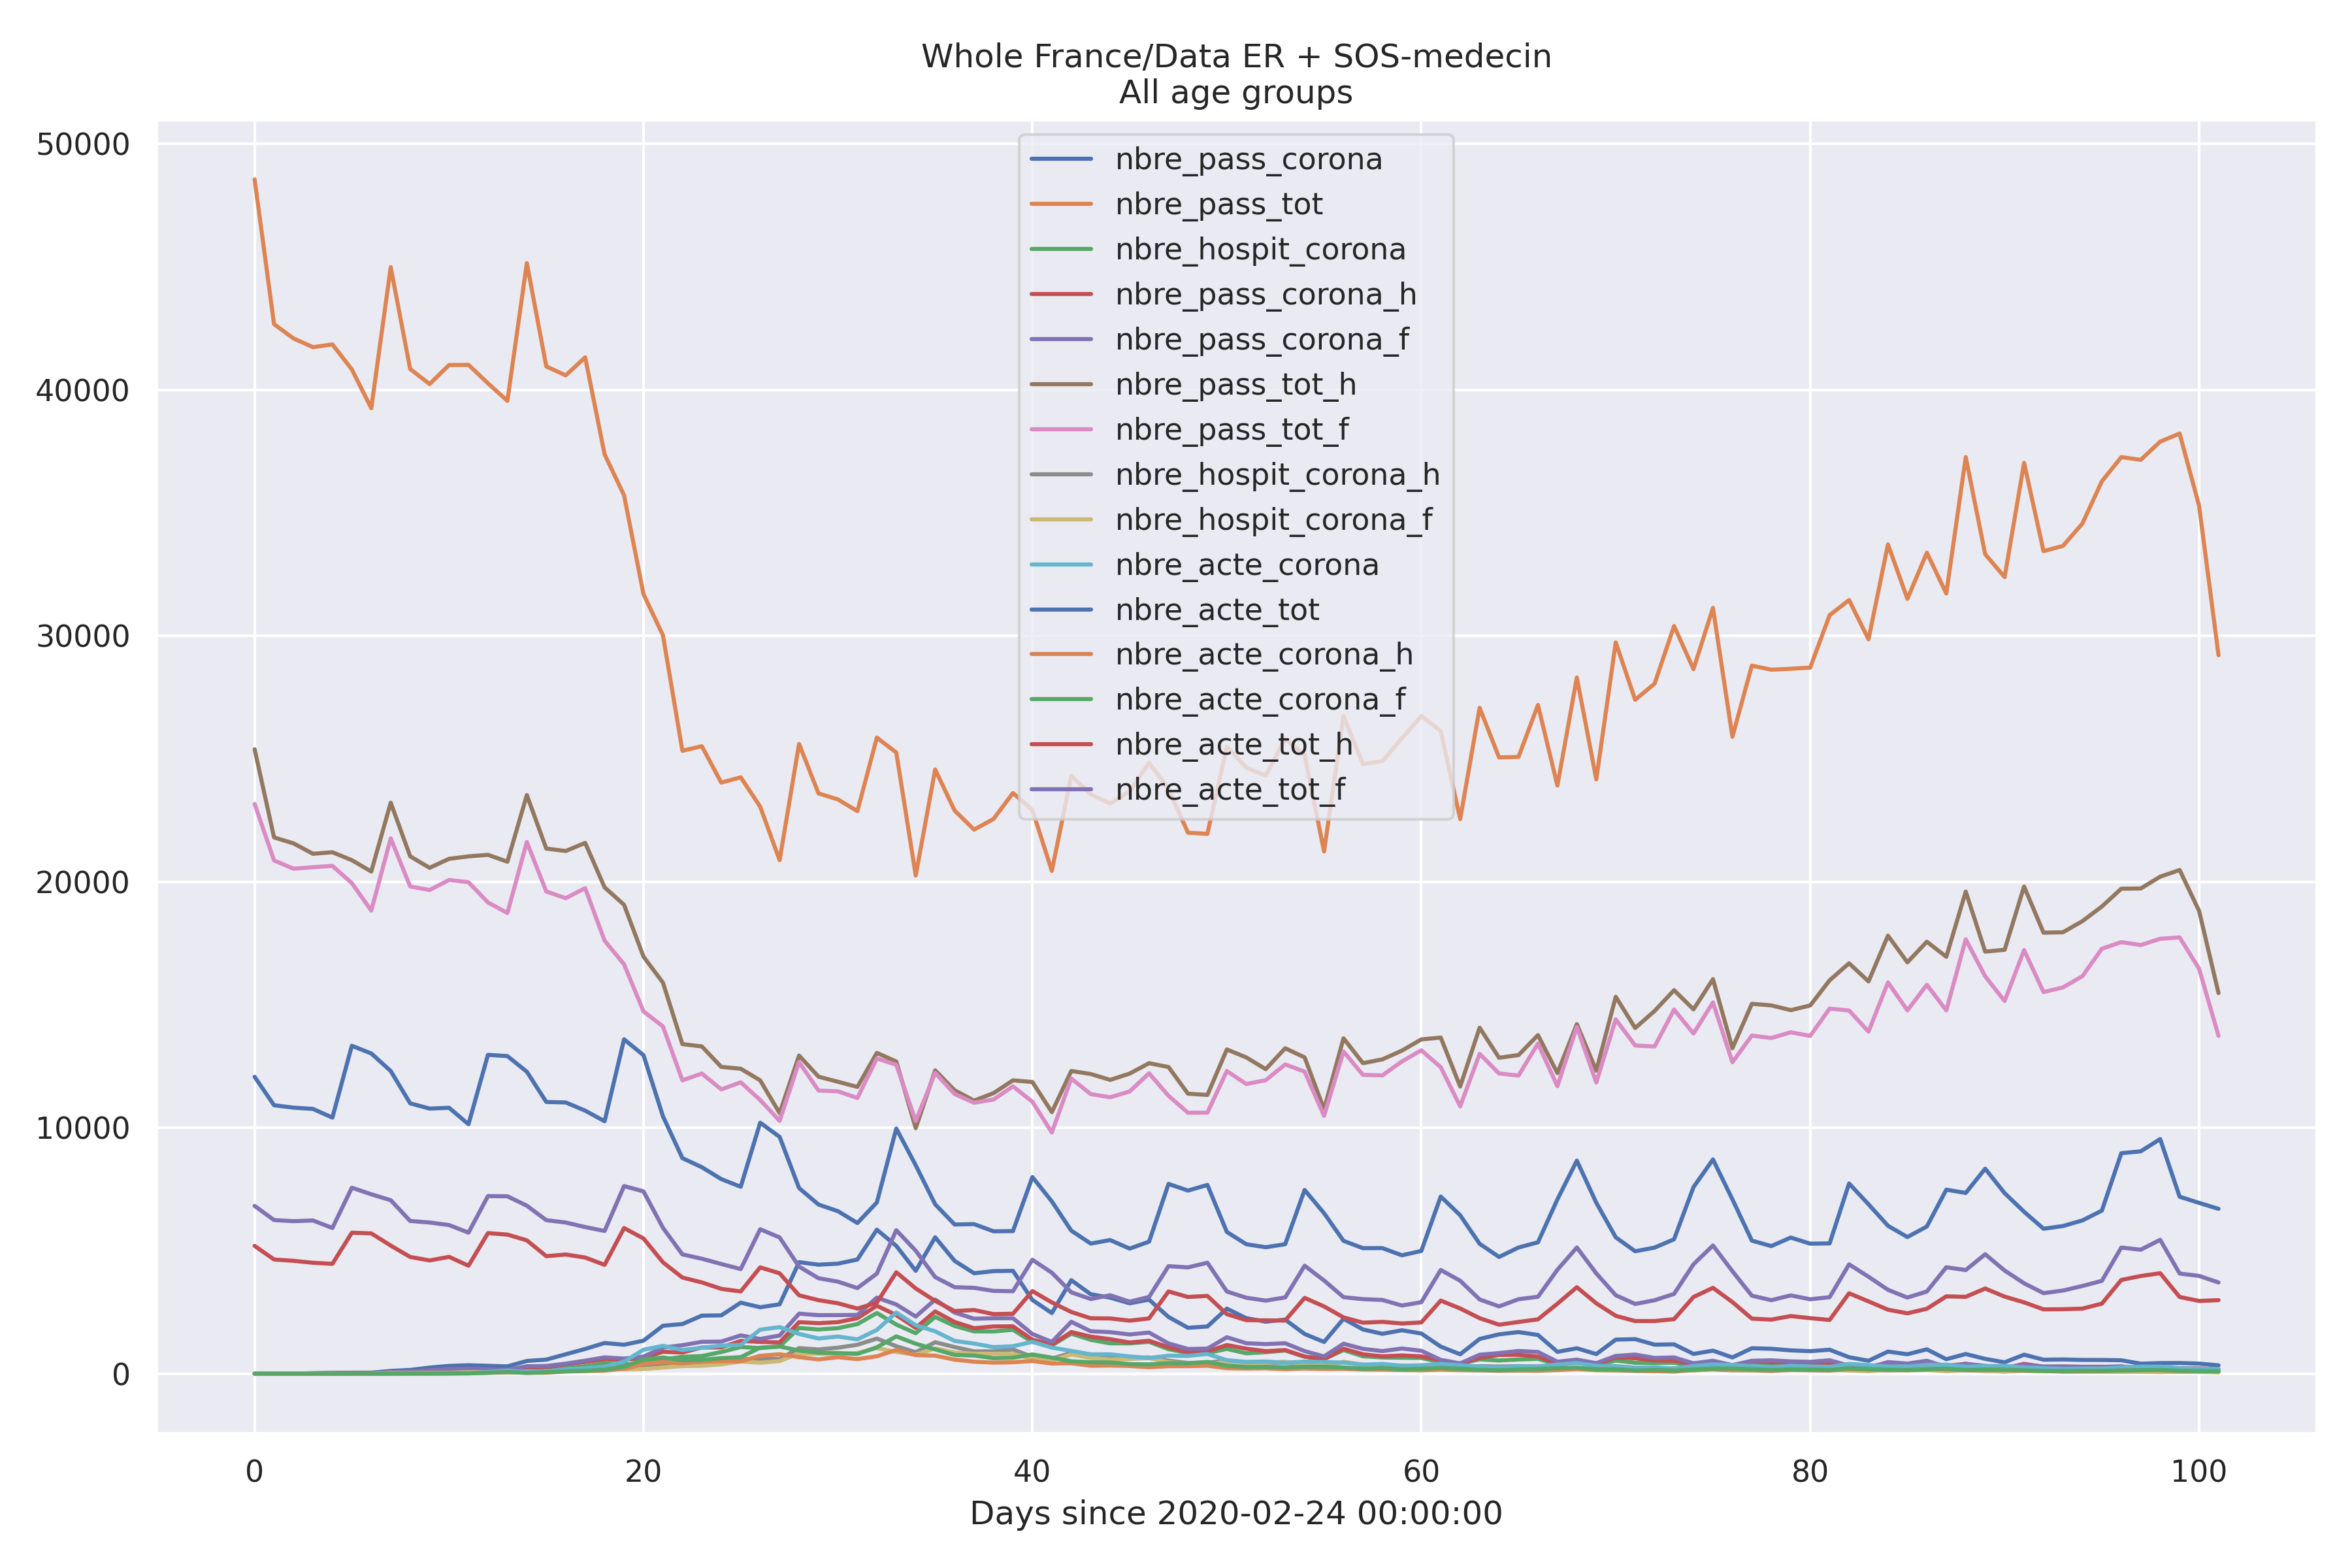 Whole France/Data ER + SOS-medecin
All age groups
50000
40000
30000
20000
10000
0
nbre_pass_corona
nbre_pass_tot
nbre_hospit_corona
nbre_pass_corona_h
nbre_pass_corona_f
nbre_pass_tot_h
nbre_pass_tot_f
nbre_hospit_corona_h
nbre_hospit_corona_f
nbre_acte_corona
nbre_acte_tot
nbre_acte_corona_h
nbre_acte_corona_f
nbre_acte_tot_h
nbre_acte_tot_f
0 20 40 60 80 100
Days since 2020-02-24 00:00:00